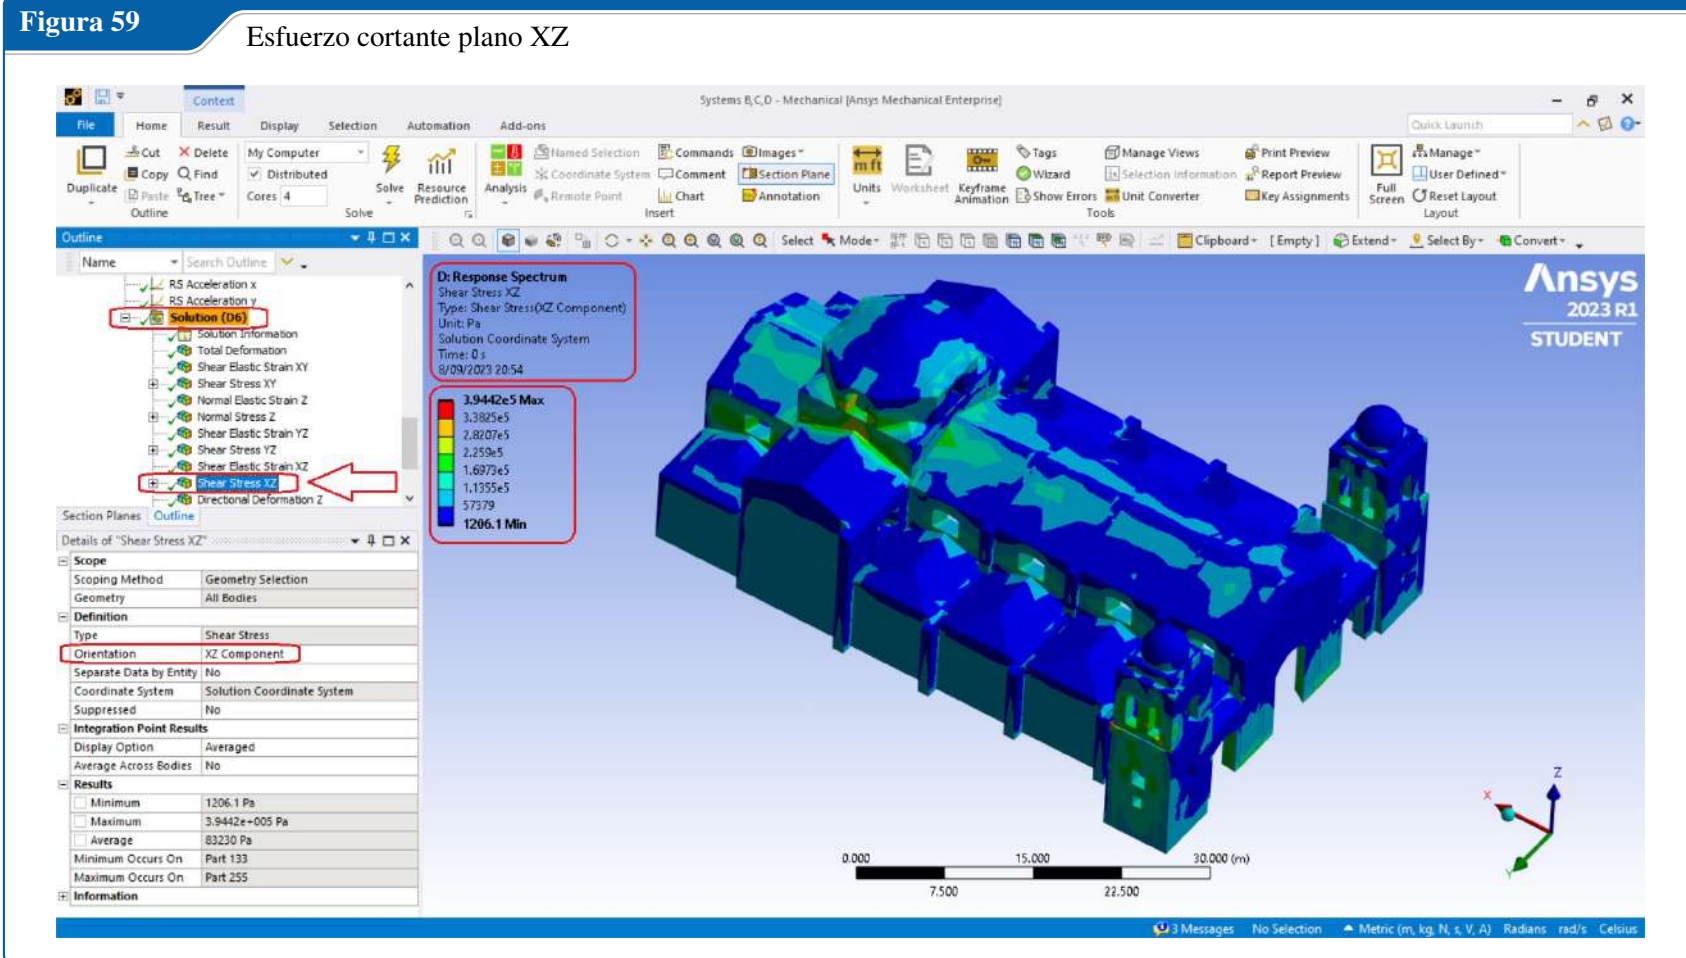 Figura 59
Esfuerzo cortante plano XZ
Context
Systems B,C,D - Mechanical [Ansys Mechanical Enterprise]
File Home Result Display Selection Automation Add-ons
Quick Launch
Duplicate
Cut
Copy
Paste
Delete
Find
Tree
Outline
My Computer
Distributed
Cores 4
Solve
Solve
Resource
Prediction
Analysis
Named Selection
Coordinate System
Remote Point
Commands
Comment
Chart
Images
Section Plane
Annotation
Insert
Units
Worksheet
Keyframe
Animation
Tags
Wizard
Show Errors
Manage Views
Selection Information
Unit Converter
Print Preview
Report Preview
Key Assignments
Tools
Full
Screen
Manage
User Defined
Reset Layout
Layout
Outline
Select Mode Clipboard [Empty] Extend Select By Convert
Name Search Outline
RS Acceleration x
RS Acceleration y
Solution (D6)
Solution Information
Total Deformation
Shear Elastic Strain XY
Shear Stress XY
Normal Elastic Strain Z
Normal Stress Z
Shear Elastic Strain YZ
Shear Stress YZ
Shear Elastic Strain XZ
Shear Stress XZ
Directional Deformation Z
Section Planes Outline
Details of "Shear Stress XZ"
Scope
Scoping Method Geometry Selection
Geometry All Bodies
Definition
Type Shear Stress
Orientation XZ Component
Separate Data by Entity No
Coordinate System Solution Coordinate System
Suppressed No
Integration Point Results
Display Option Averaged
Average Across Bodies No
Results
Minimum 1206.1 Pa
Maximum 3.9442e+005 Pa
Average 83230 Pa
Minimum Occurs On Part 133
Maximum Occurs On Part 255
Information
D: Response Spectrum
Shear Stress XZ
Type: Shear Stress(XZ Component)
Unit: Pa
Solution Coordinate System
Time: 0 s
8/09/2023 20:54
3.9442e5 Max
3.3825e5
2.8207e5
2.259e5
1.6973e5
1.1355e5
57379
1206.1 Min
Ansys
2023 R1
STUDENT
Z
X
Y
0.000 15.000 30.000 (m)
7.500 22.500
3 Messages No Selection Metric (m, kg, N, s, V, A) Radians rad/s Celsius